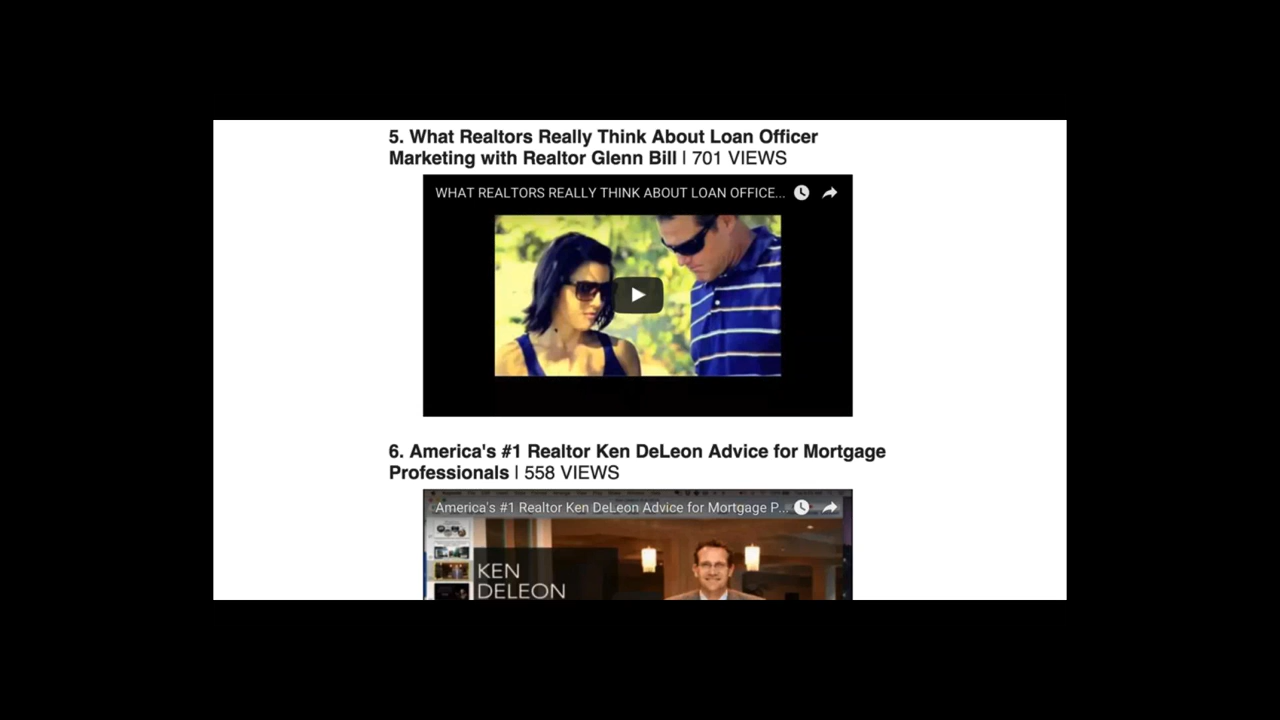 5. What Realtors Really Think About Loan Officer
Marketing with Realtor Glenn Bill | 701 VIEWS
WHAT REALTORS REALLY THINK ABOUT LOAN OFFICE...
6. America's #1 Realtor Ken DeLeon Advice for Mortgage
Professionals | 558 VIEWS
America's #1 Realtor Ken DeLeon Advice for Mortgage P...
KEN
DELEON